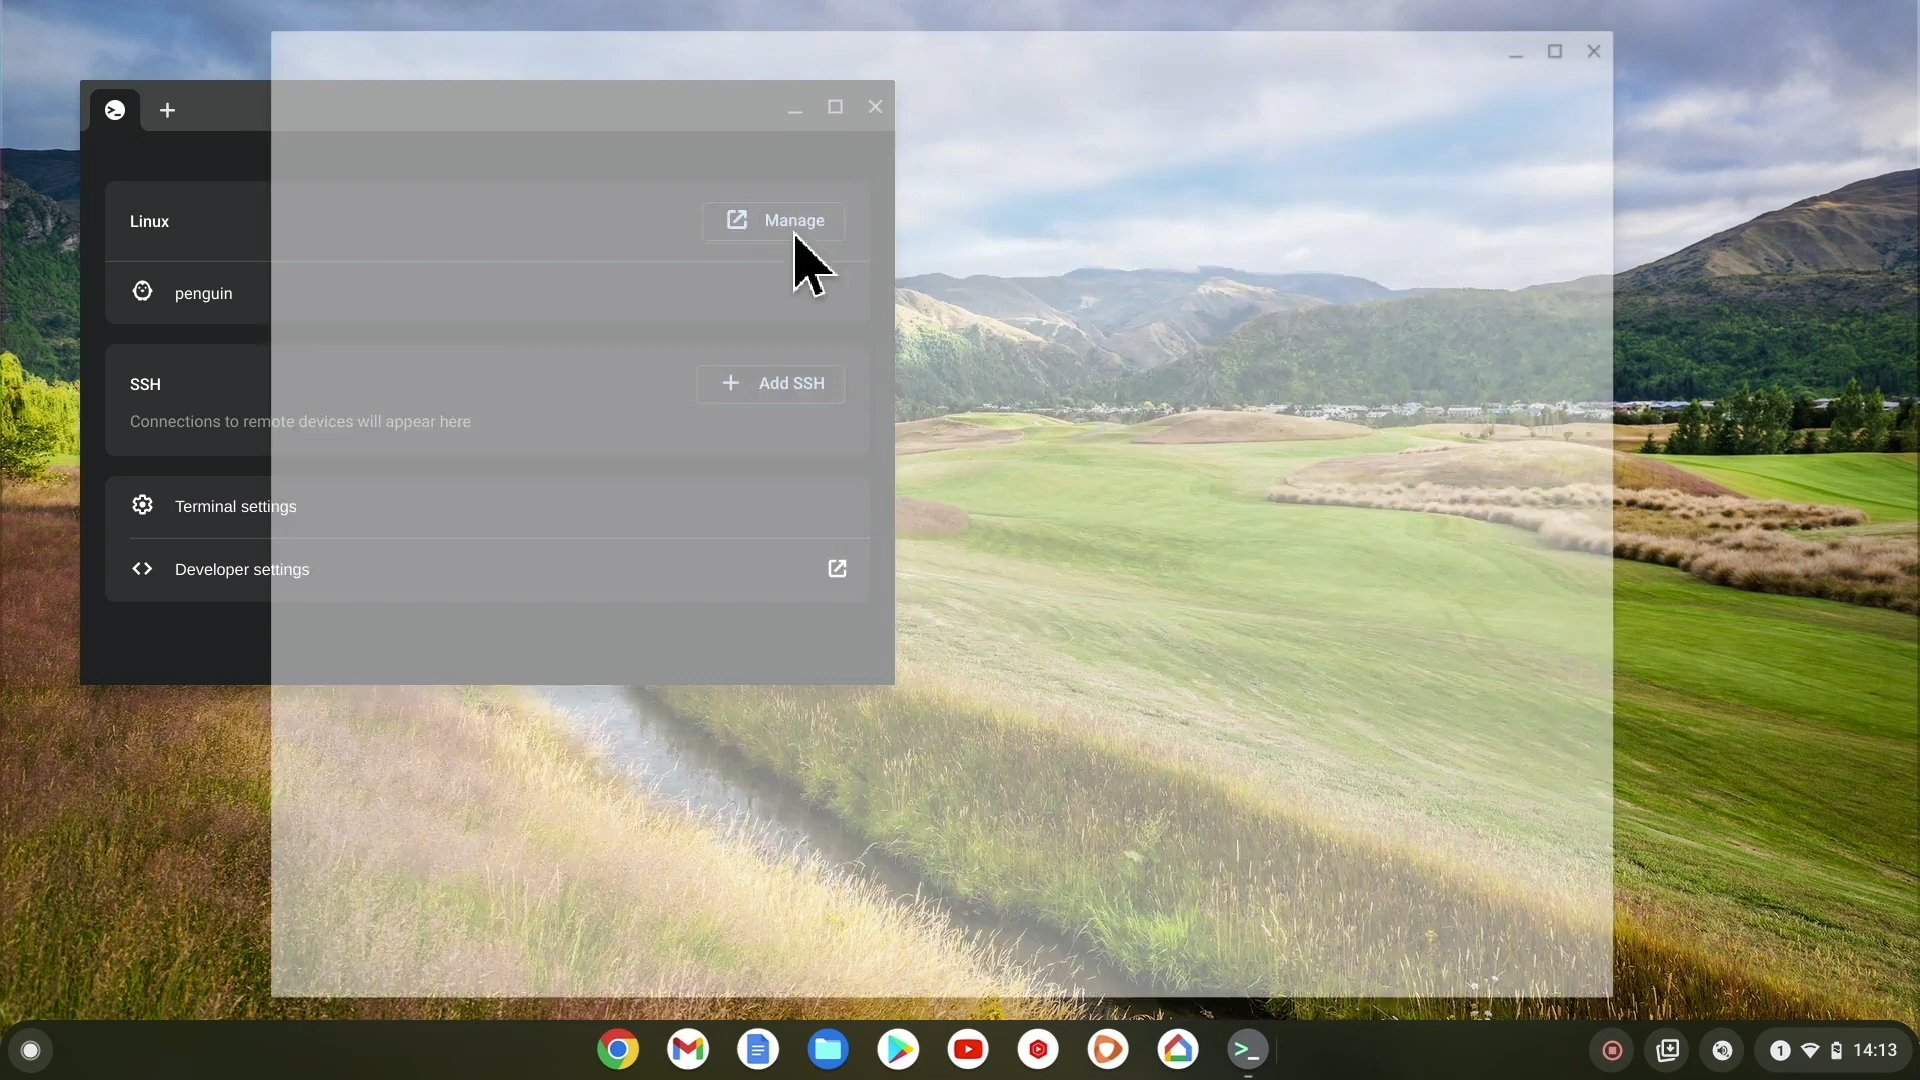 Linux
Manage
penguin
SSH
Add SSH
Connections to remote devices will appear here
Terminal settings
Developer settings
1
14:13